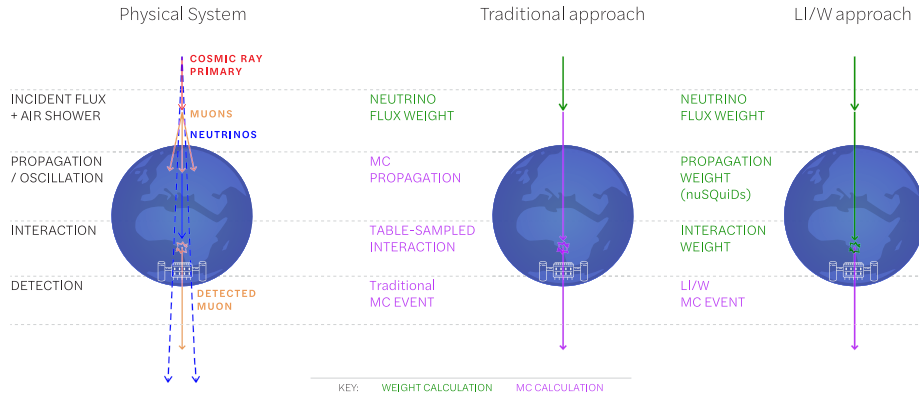 Physical System
Traditional approach
LI/W approach
COSMIC RAY
PRIMARY
INCIDENT FLUX
+ AIR SHOWER
MUONS
NEUTRINOS
NEUTRINO
FLUX WEIGHT
NEUTRINO
FLUX WEIGHT
PROPAGATION
/ OSCILLATION
MC
PROPAGATION
PROPAGATION
WEIGHT
(nuSQuiDs)
INTERACTION
TABLE-SAMPLED
INTERACTION
INTERACTION
WEIGHT
DETECTION
DETECTED
MUON
Traditional
MC EVENT
LI/W
MC EVENT
KEY: WEIGHT CALCULATION MC CALCULATION